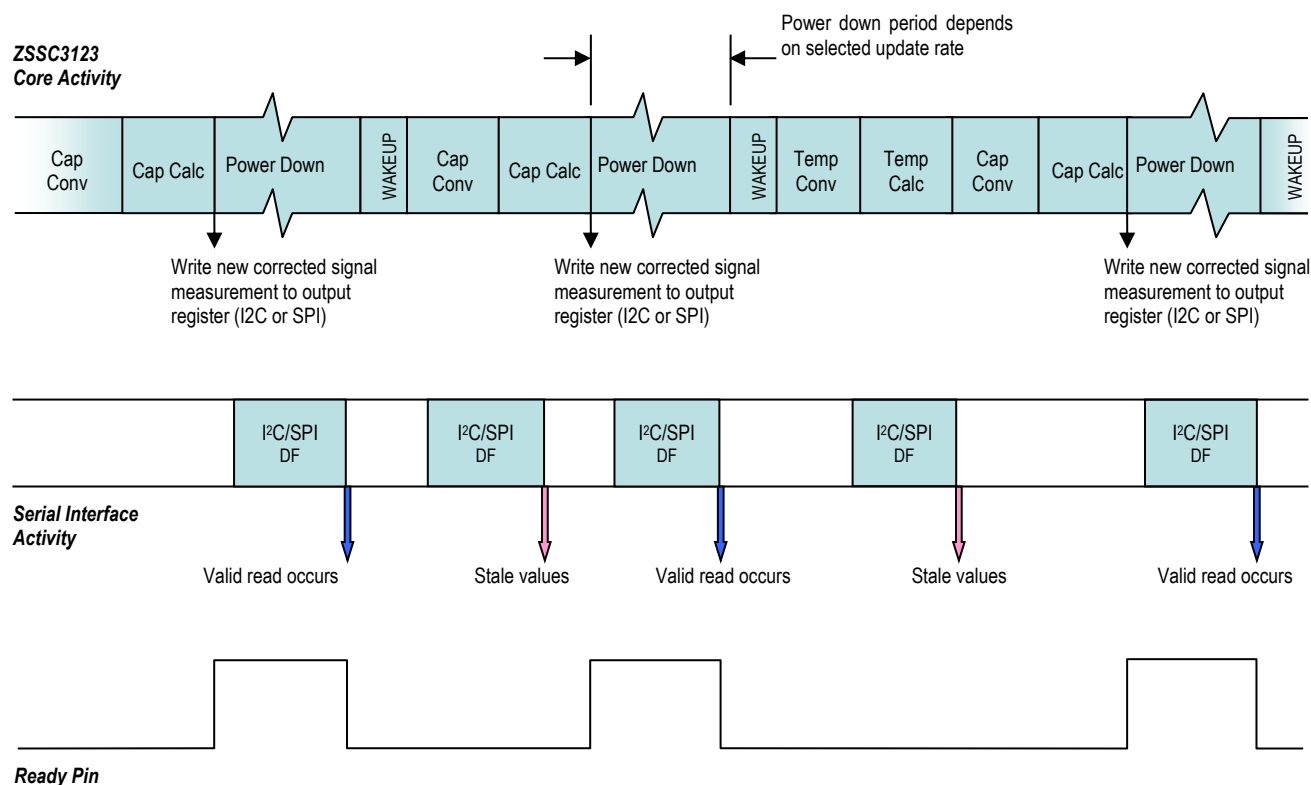 Power down period depends
on selected update rate
ZSSC3123
Core Activity
Cap
Conv
Cap Calc
Power Down
WAKEUP
Cap
Conv
Cap Calc
Power Down
WAKEUP
Temp
Conv
Temp
Calc
Cap
Conv
Cap Calc
Power Down
WAKEUP
Write new corrected signal
measurement to output
register (I2C or SPI)
Write new corrected signal
measurement to output
register (I2C or SPI)
Write new corrected signal
measurement to output
register (I2C or SPI)
I²C/SPI
DF
I²C/SPI
DF
I²C/SPI
DF
I²C/SPI
DF
I²C/SPI
DF
Serial Interface
Activity
Valid read occurs
Stale values
Valid read occurs
Stale values
Valid read occurs
Ready Pin